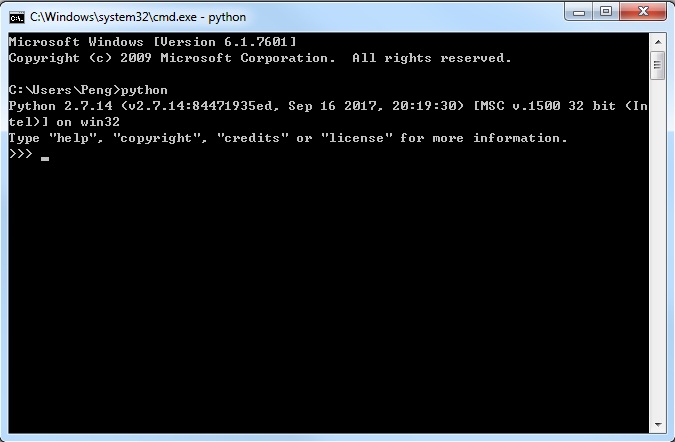 C:\Windows\system32\cmd.exe - python
Microsoft Windows [Version 6.1.7601]
Copyright (c) 2009 Microsoft Corporation.  All rights reserved.
C:\Users\Peng>python
Python 2.7.14 (v2.7.14:84471935ed, Sep 16 2017, 20:19:30) [MSC v.1500 32 bit (In
tel)] on win32
Type "help", "copyright", "credits" or "license" for more information.
>>> _